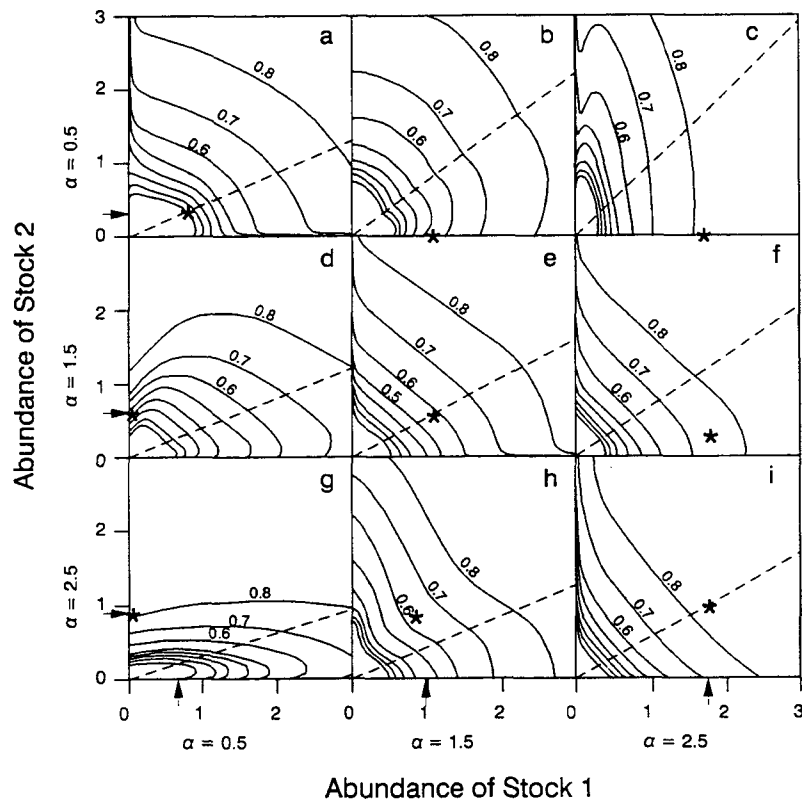 a
b
c
3
2
1
0
α = 0.5
0.8
0.7
0.6
0.8
0.7
0.6
0.8
0.7
0.6
d
e
f
2
1
0
α = 1.5
0.8
0.7
0.6
0.8
0.7
0.6
0.5
0.8
0.7
0.6
g
h
i
2
1
0
α = 2.5
0.8
0.7
0.6
0.8
0.7
0.6
0.8
0.7
0.6
0 1 2 0 1 2 0 1 2 3
α = 0.5 α = 1.5 α = 2.5
Abundance of Stock 2
Abundance of Stock 1